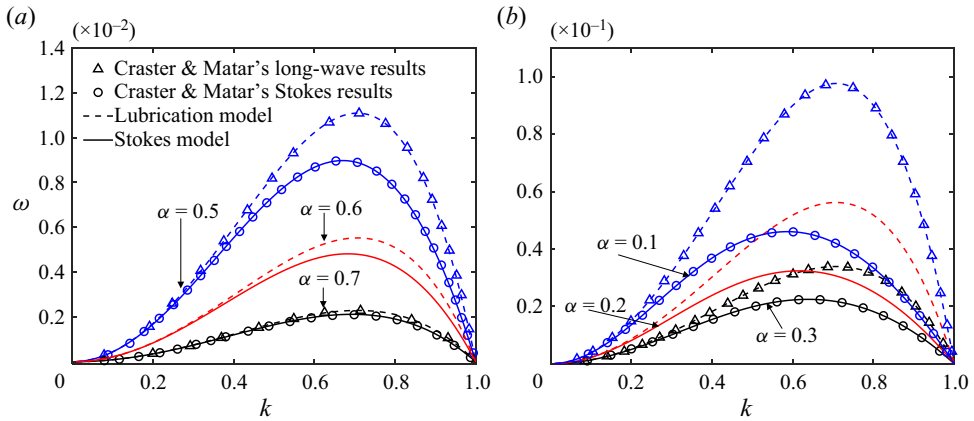 (a)
(×10⁻²)
1.4
1.2
1.0
0.8
0.6
0.4
0.2
0
0.2
0.4
0.6
0.8
1.0
ω
k
Craster & Matar's long-wave results
Craster & Matar's Stokes results
Lubrication model
Stokes model
α = 0.5
α = 0.6
α = 0.7
(b)
(×10⁻¹)
1.0
0.8
0.6
0.4
0.2
0
0.2
0.4
0.6
0.8
1.0
k
α = 0.1
α = 0.2
α = 0.3